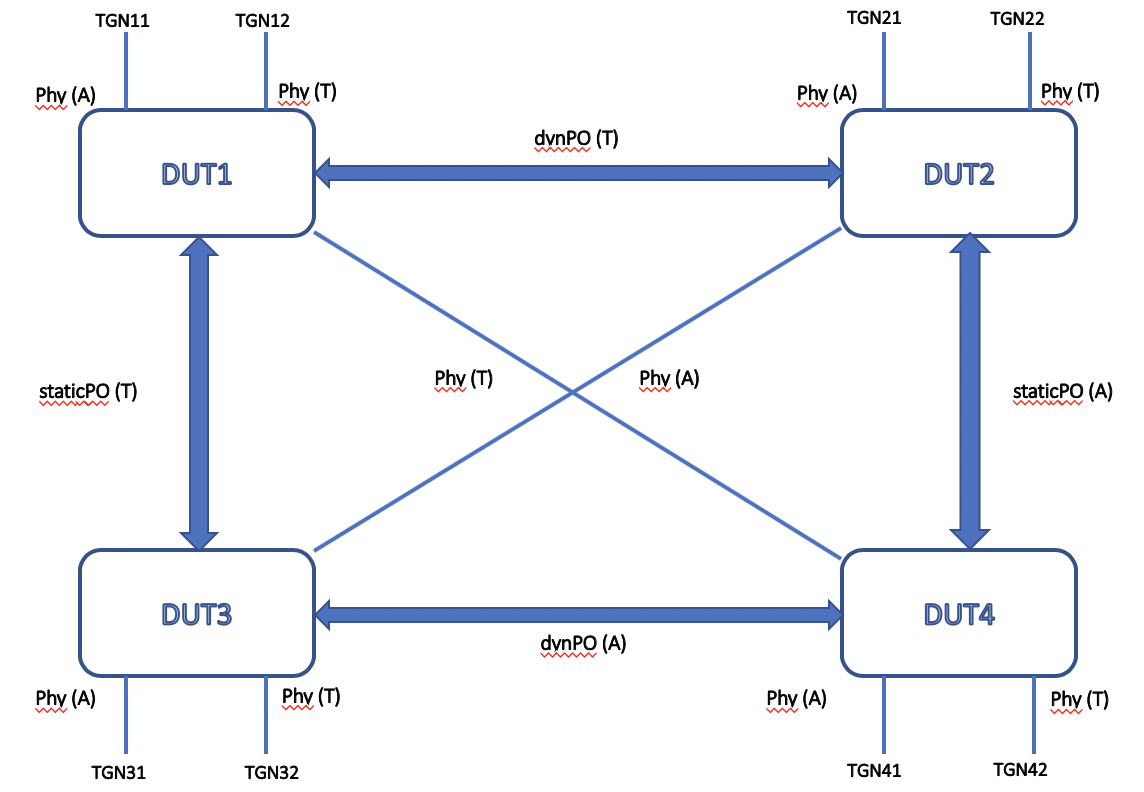 TGN11
TGN12
TGN21
TGN22
Phy (A)
Phy (T)
Phy (A)
Phy (T)
dynPO (T)
DUT1
DUT2
Phy (T)
Phy (A)
staticPO (T)
staticPO (A)
DUT3
DUT4
dynPO (A)
Phy (A)
Phy (T)
Phy (A)
Phy (T)
TGN31
TGN32
TGN41
TGN42